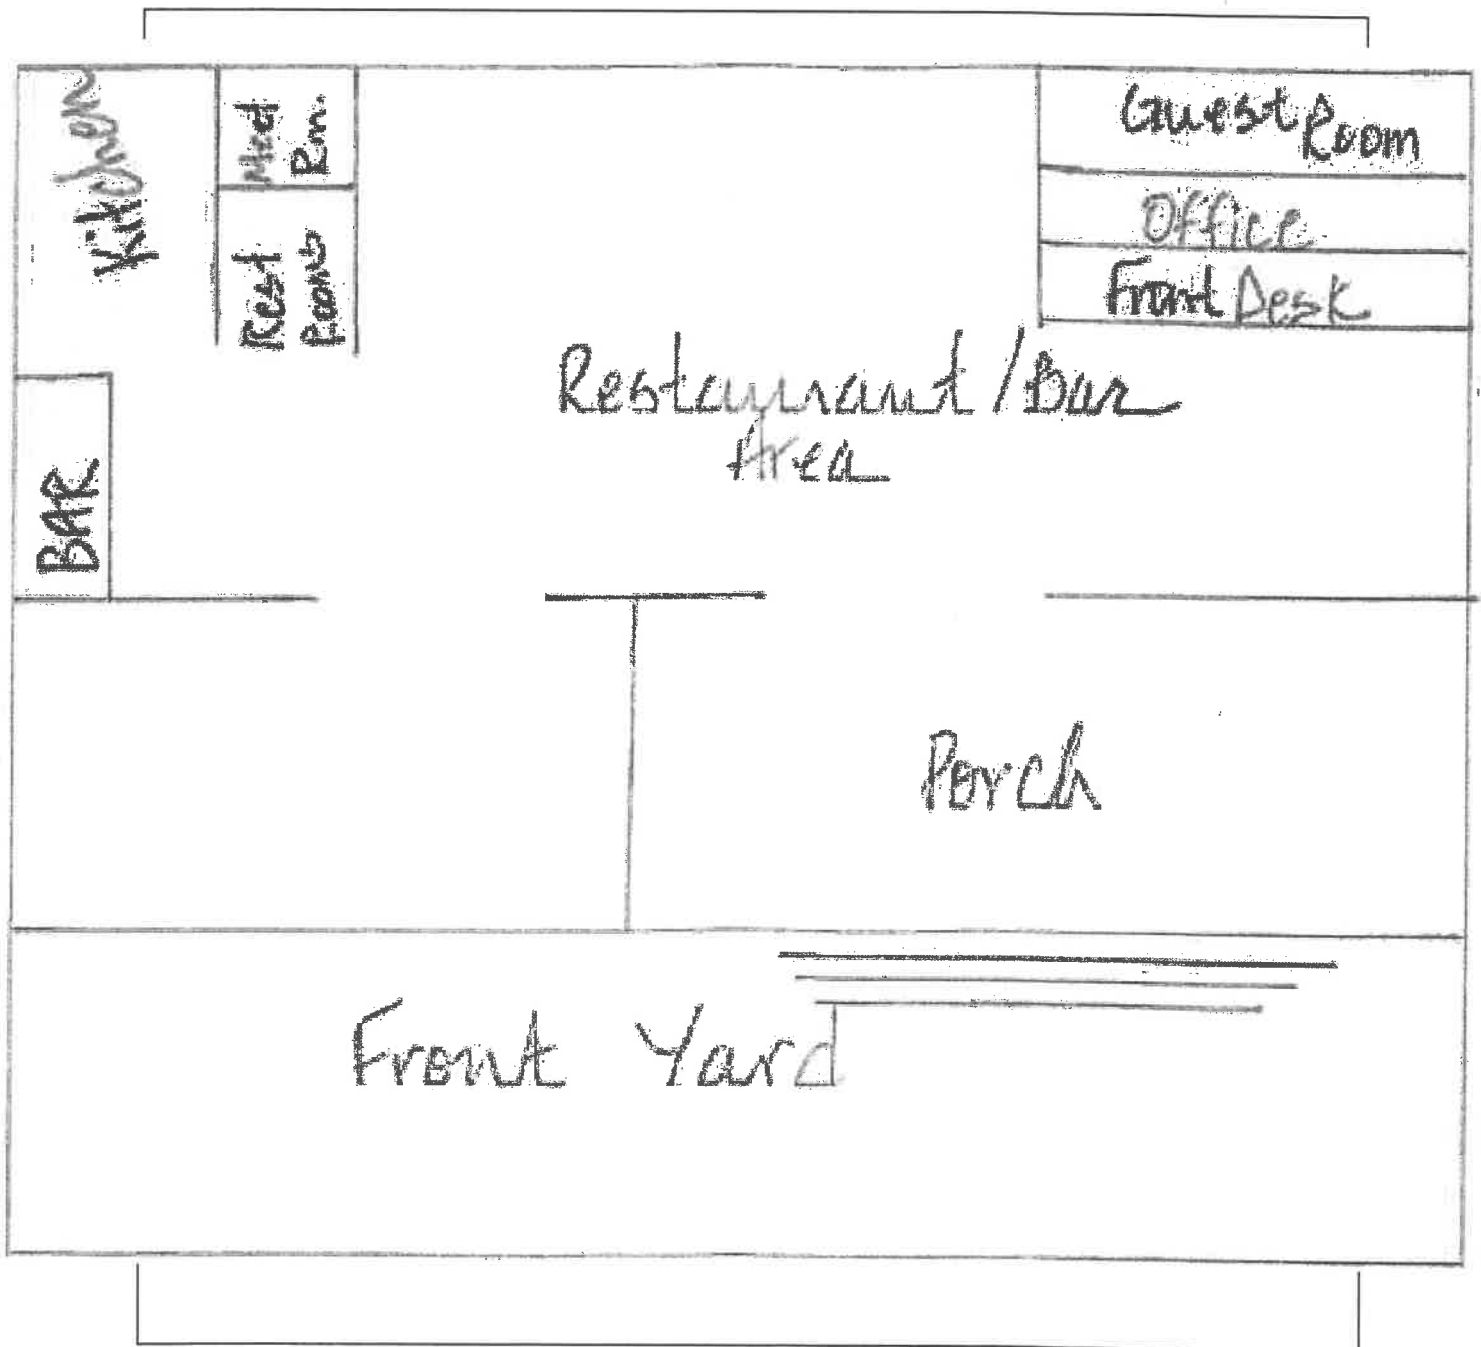 Kitchen
Med
Rm.
Rest
Rooms
Guest Room
Office
Front Desk
Restaurant/Bar
Area
BAR
Porch
Front Yard